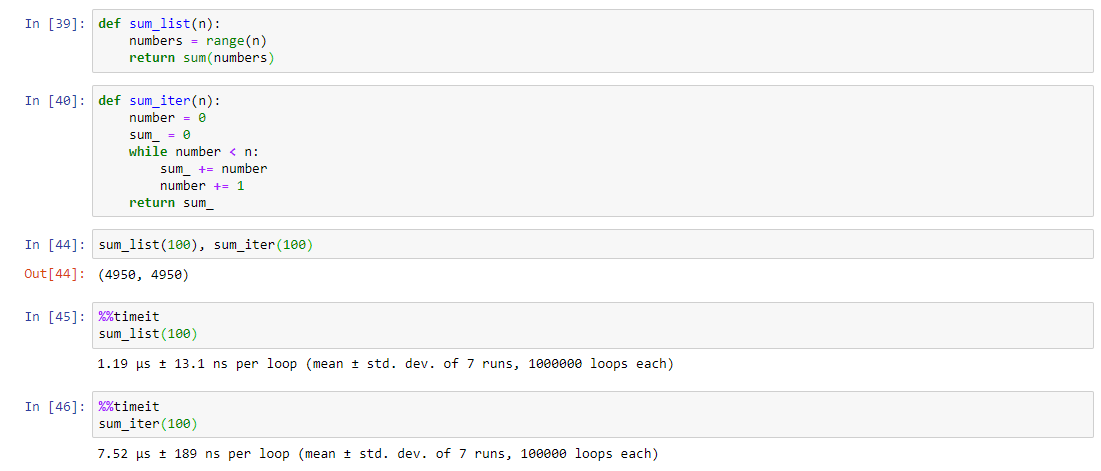 In [39]: def sum_list(n):
    numbers = range(n)
    return sum(numbers)
In [40]: def sum_iter(n):
    number = 0
    sum_ = 0
    while number < n:
        sum_ += number
        number += 1
    return sum_
In [44]: sum_list(100), sum_iter(100)
Out[44]: (4950, 4950)
In [45]: %%timeit
sum_list(100)
1.19 µs ± 13.1 ns per loop (mean ± std. dev. of 7 runs, 1000000 loops each)
In [46]: %%timeit
sum_iter(100)
7.52 µs ± 189 ns per loop (mean ± std. dev. of 7 runs, 100000 loops each)